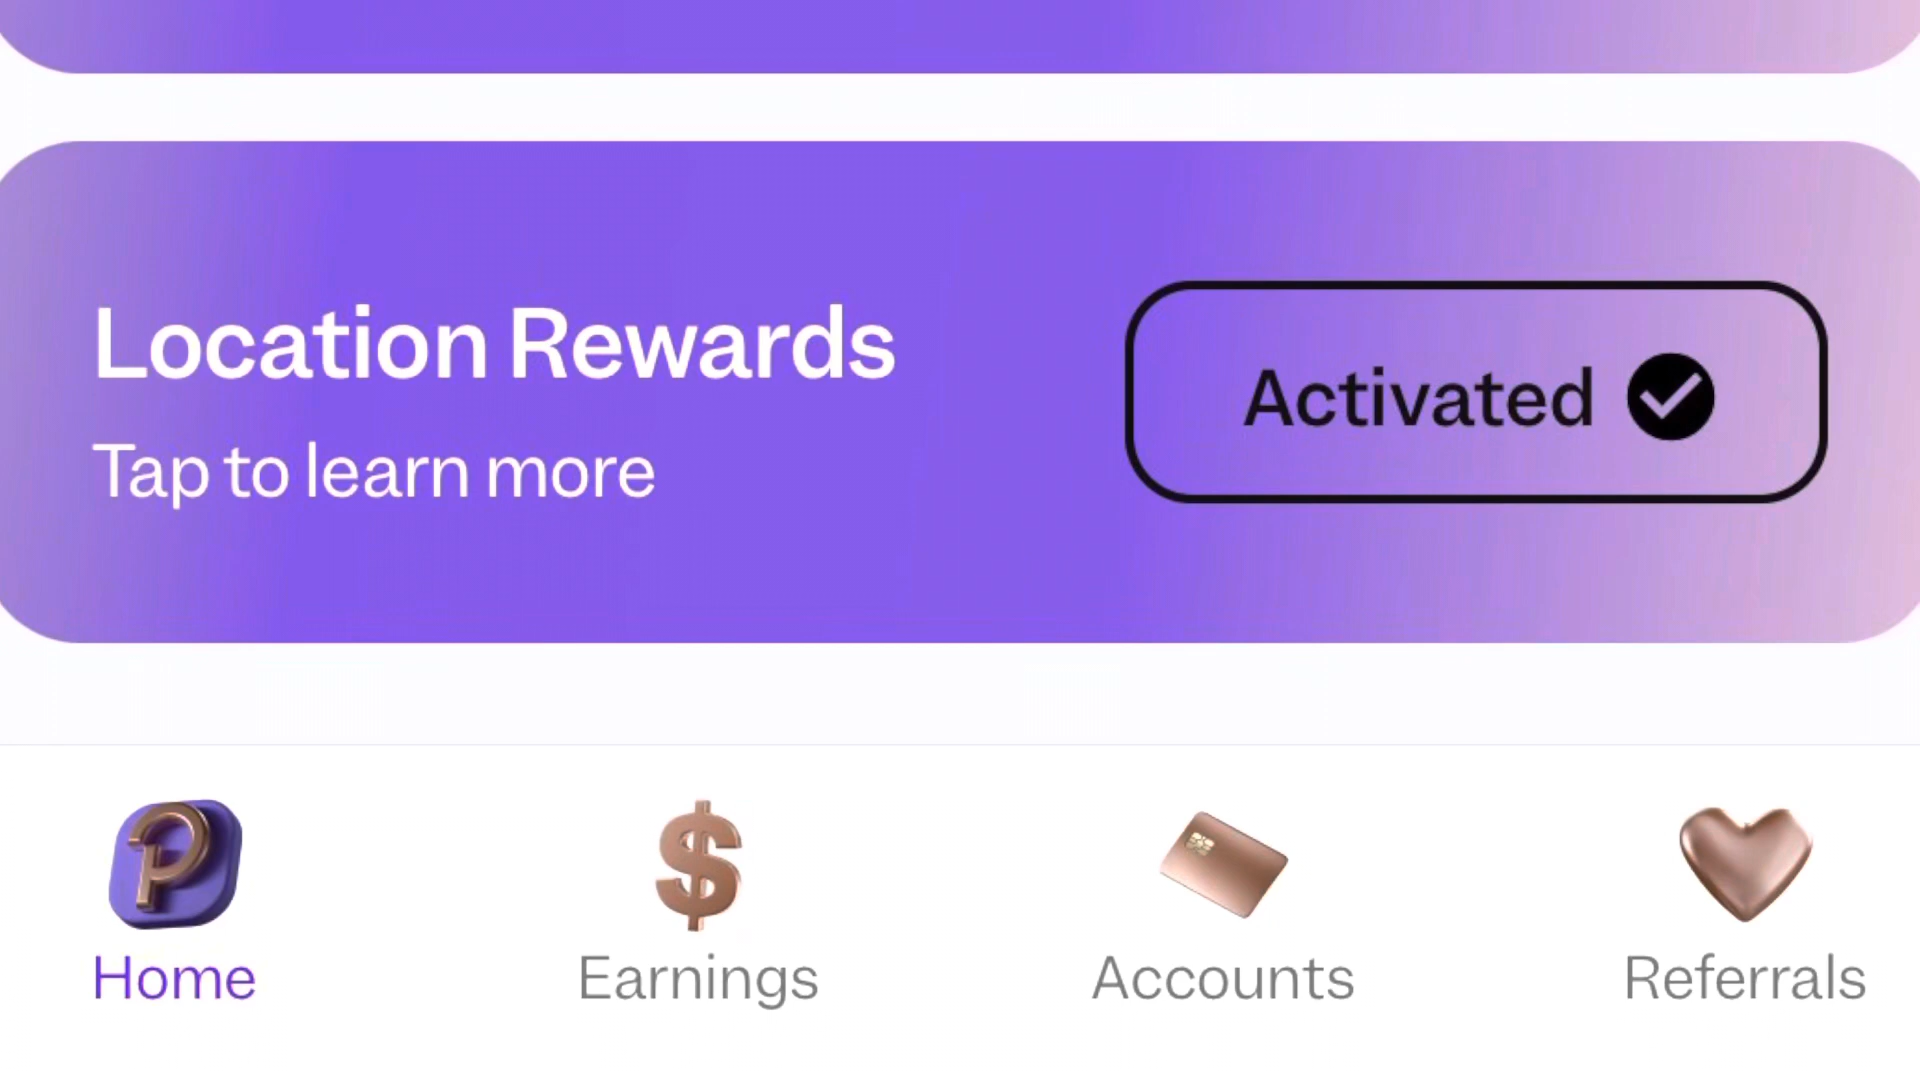 Location Rewards
Tap to learn more
Activated
Home
Earnings
Accounts
Referrals